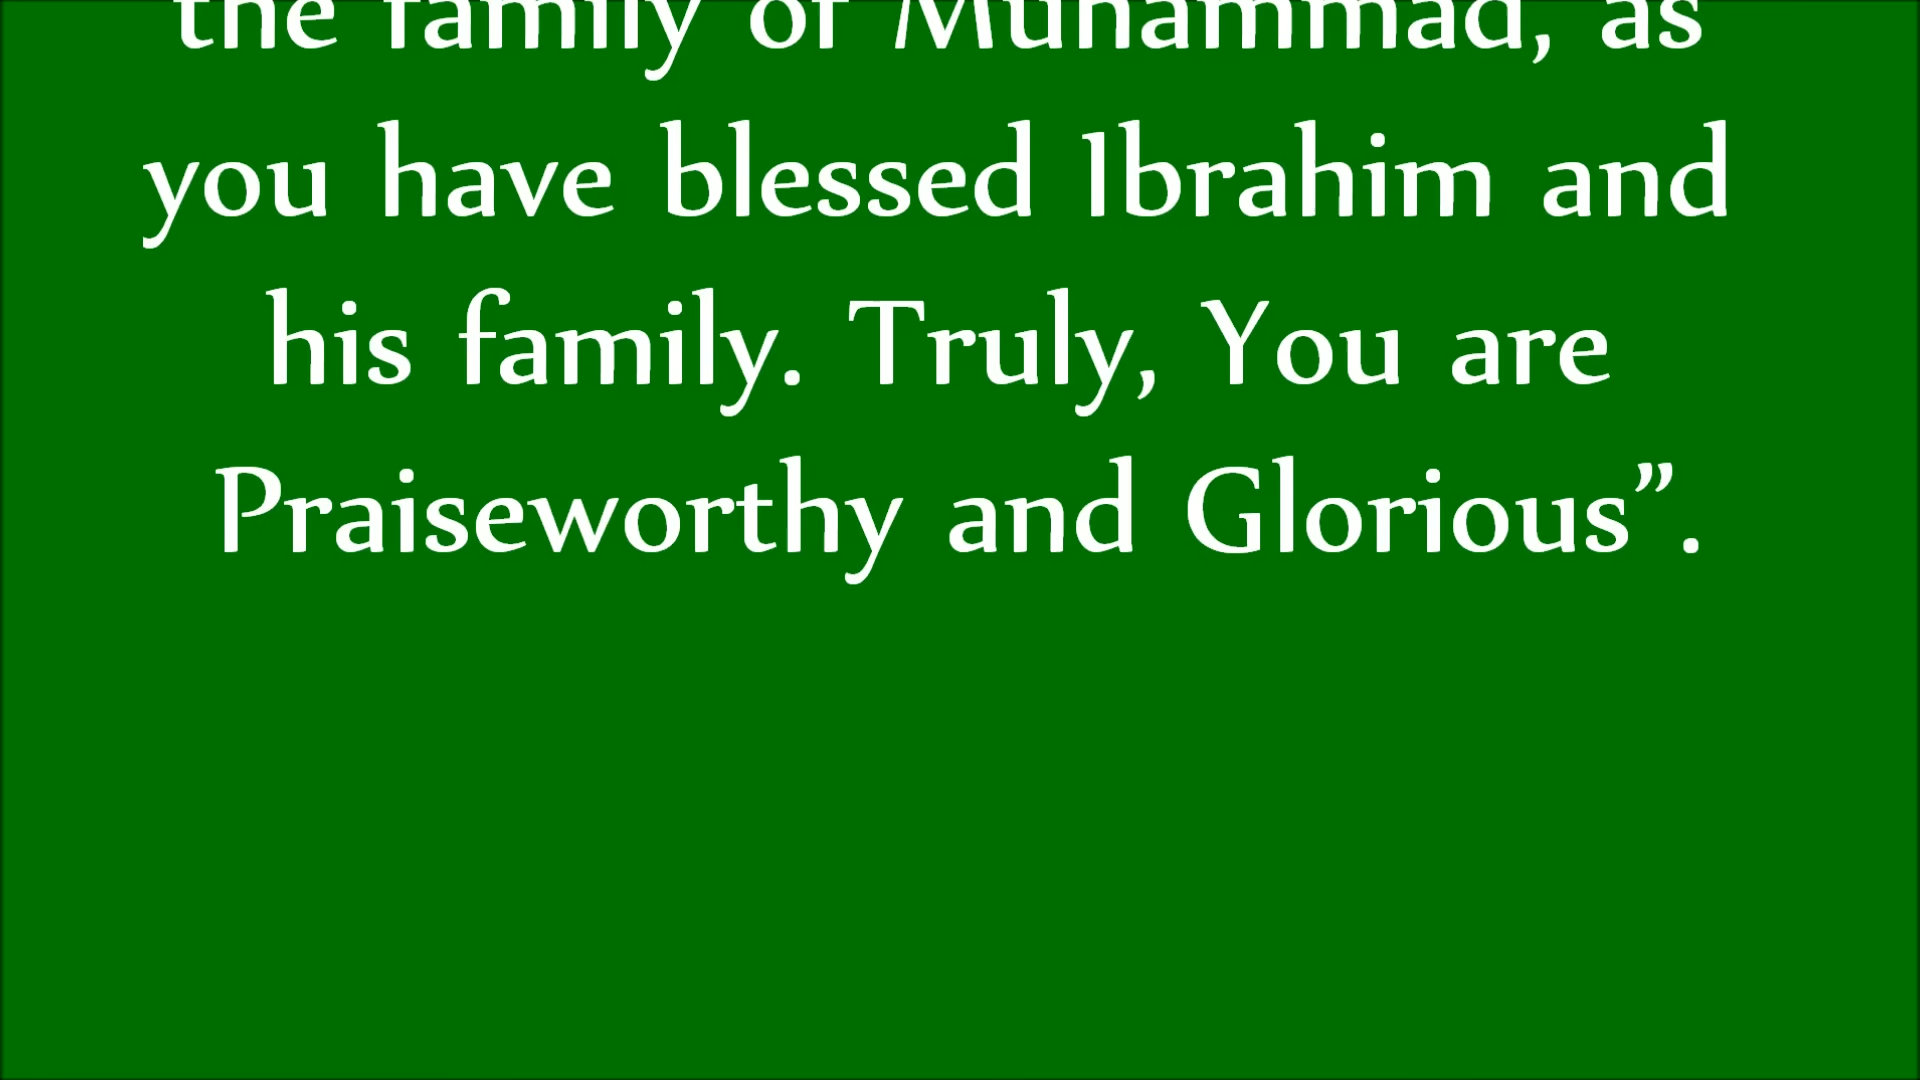 the family of Muhammad, as
you have blessed Ibrahim and
his family. Truly, You are
Praiseworthy and Glorious”.